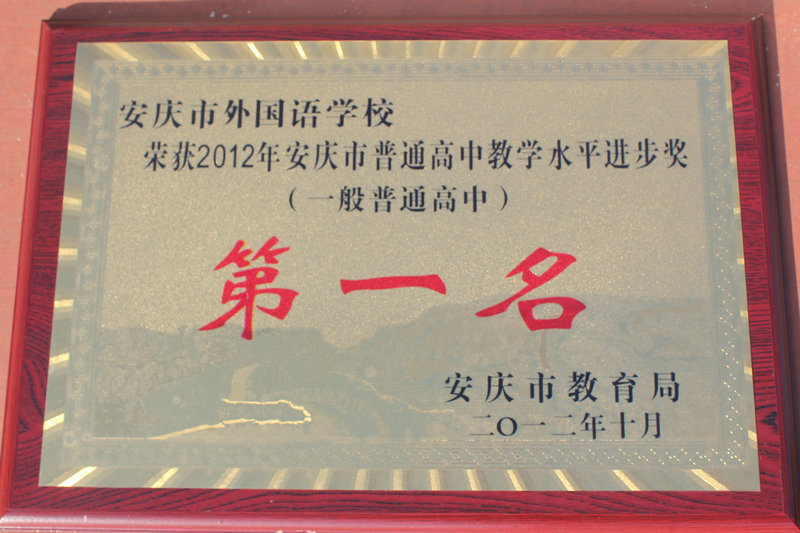 安庆市外国语学校
荣获2012年安庆市普通高中教学水平进步奖
（一般普通高中）
第一名
安庆市教育局
二〇一二年十月